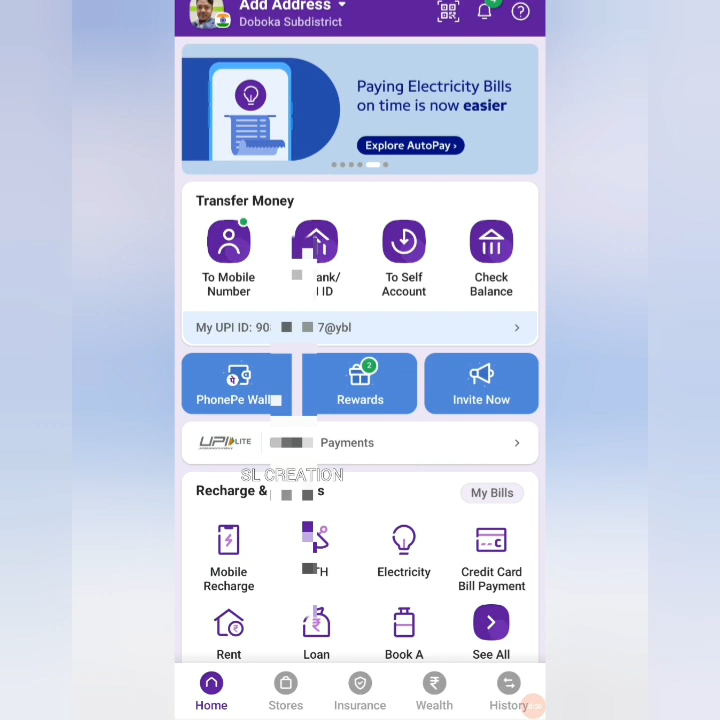 Add Address
Doboka Subdistrict
Paying Electricity Bills
on time is now easier
Explore AutoPay ›
Transfer Money
To Mobile
Number
ank/
ID
To Self
Account
Check
Balance
My UPI ID: 90 7@ybl
PhonePe Wall
2
Rewards
Invite Now
UPI LITE
Payments
SL CREATION
Recharge & s
My Bills
Mobile
Recharge
TH
Electricity
Credit Card
Bill Payment
Rent
Loan
Book A
See All
Home
Stores
Insurance
Wealth
History